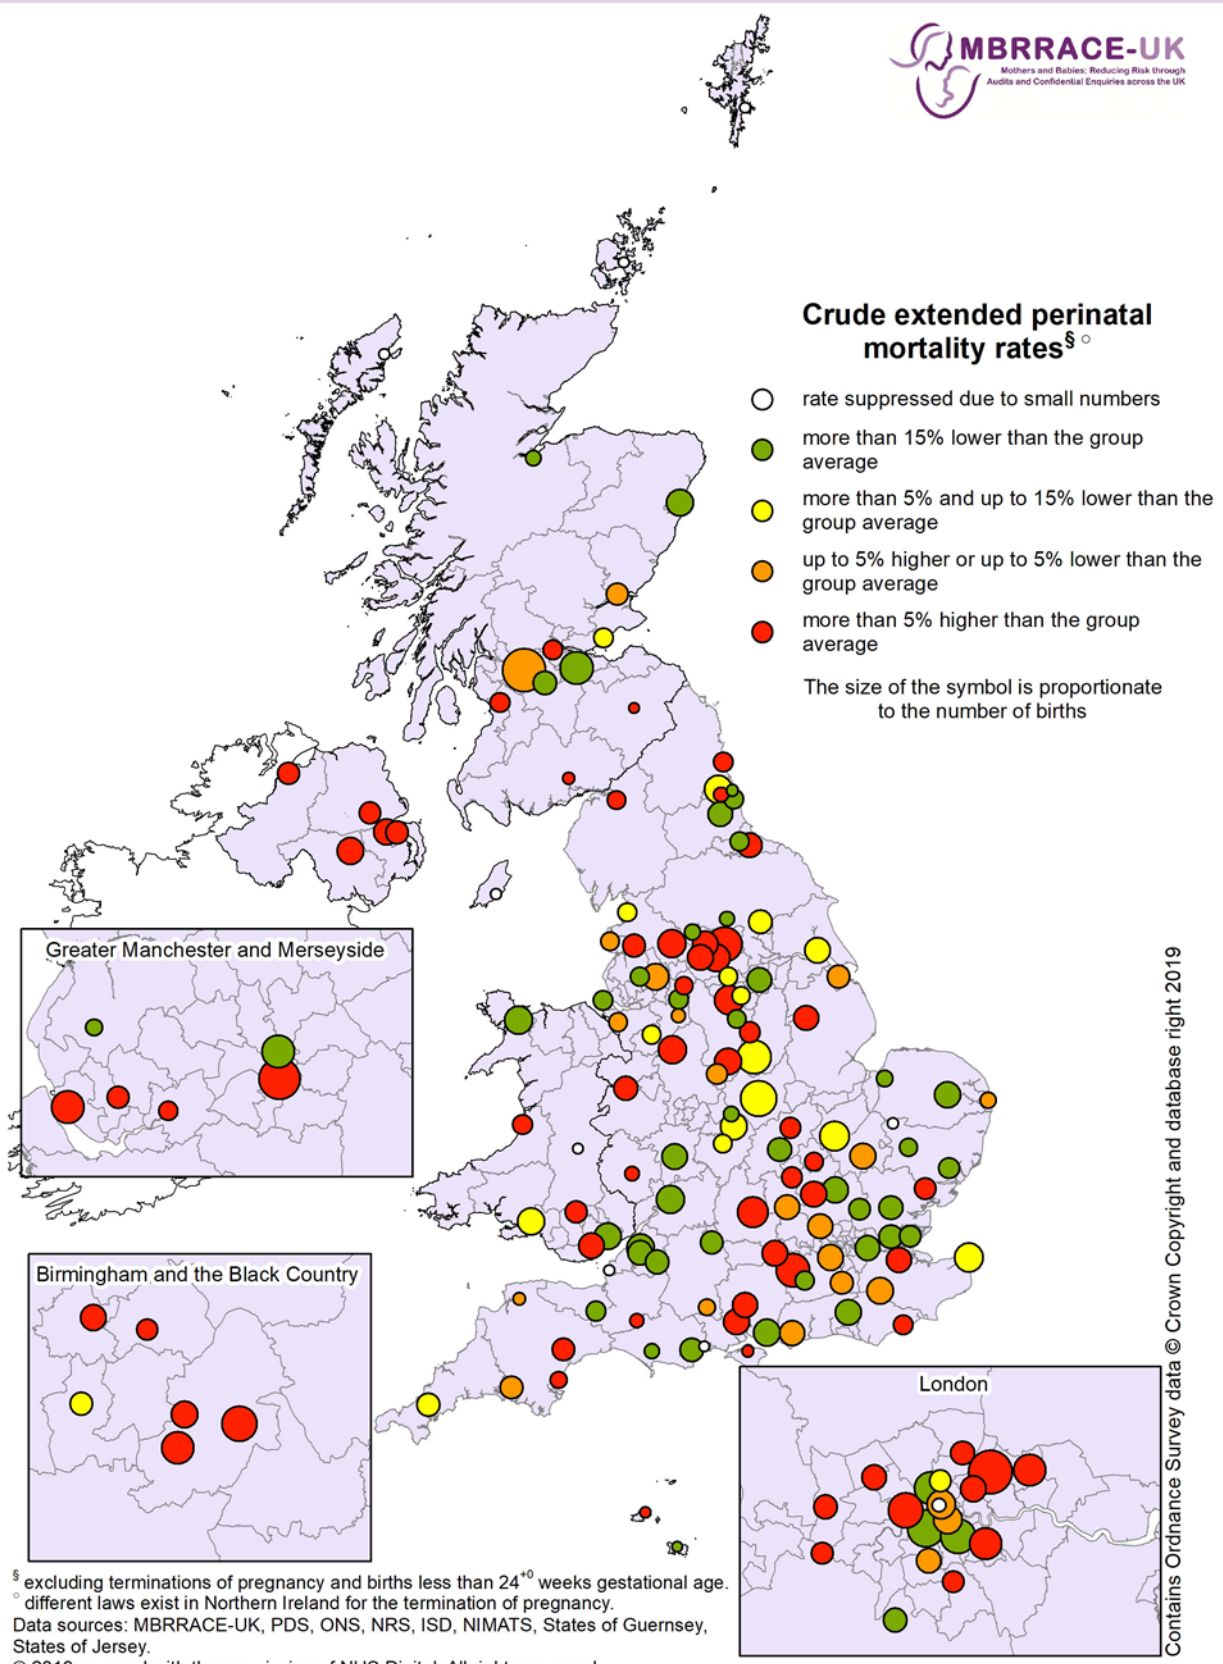 MBRRACE-UK
Mothers and Babies: Reducing Risk through
Audits and Confidential Enquiries across the UK
Crude extended perinatal
mortality rates§ ○
rate suppressed due to small numbers
more than 15% lower than the group
average
more than 5% and up to 15% lower than the
group average
up to 5% higher or up to 5% lower than the
group average
more than 5% higher than the group
average
The size of the symbol is proportionate
to the number of births
Greater Manchester and Merseyside
Birmingham and the Black Country
London
Contains Ordnance Survey data © Crown Copyright and database right 2019
§ excluding terminations of pregnancy and births less than 24+0 weeks gestational age.
○ different laws exist in Northern Ireland for the termination of pregnancy.
Data sources: MBRRACE-UK, PDS, ONS, NRS, ISD, NIMATS, States of Guernsey,
States of Jersey.